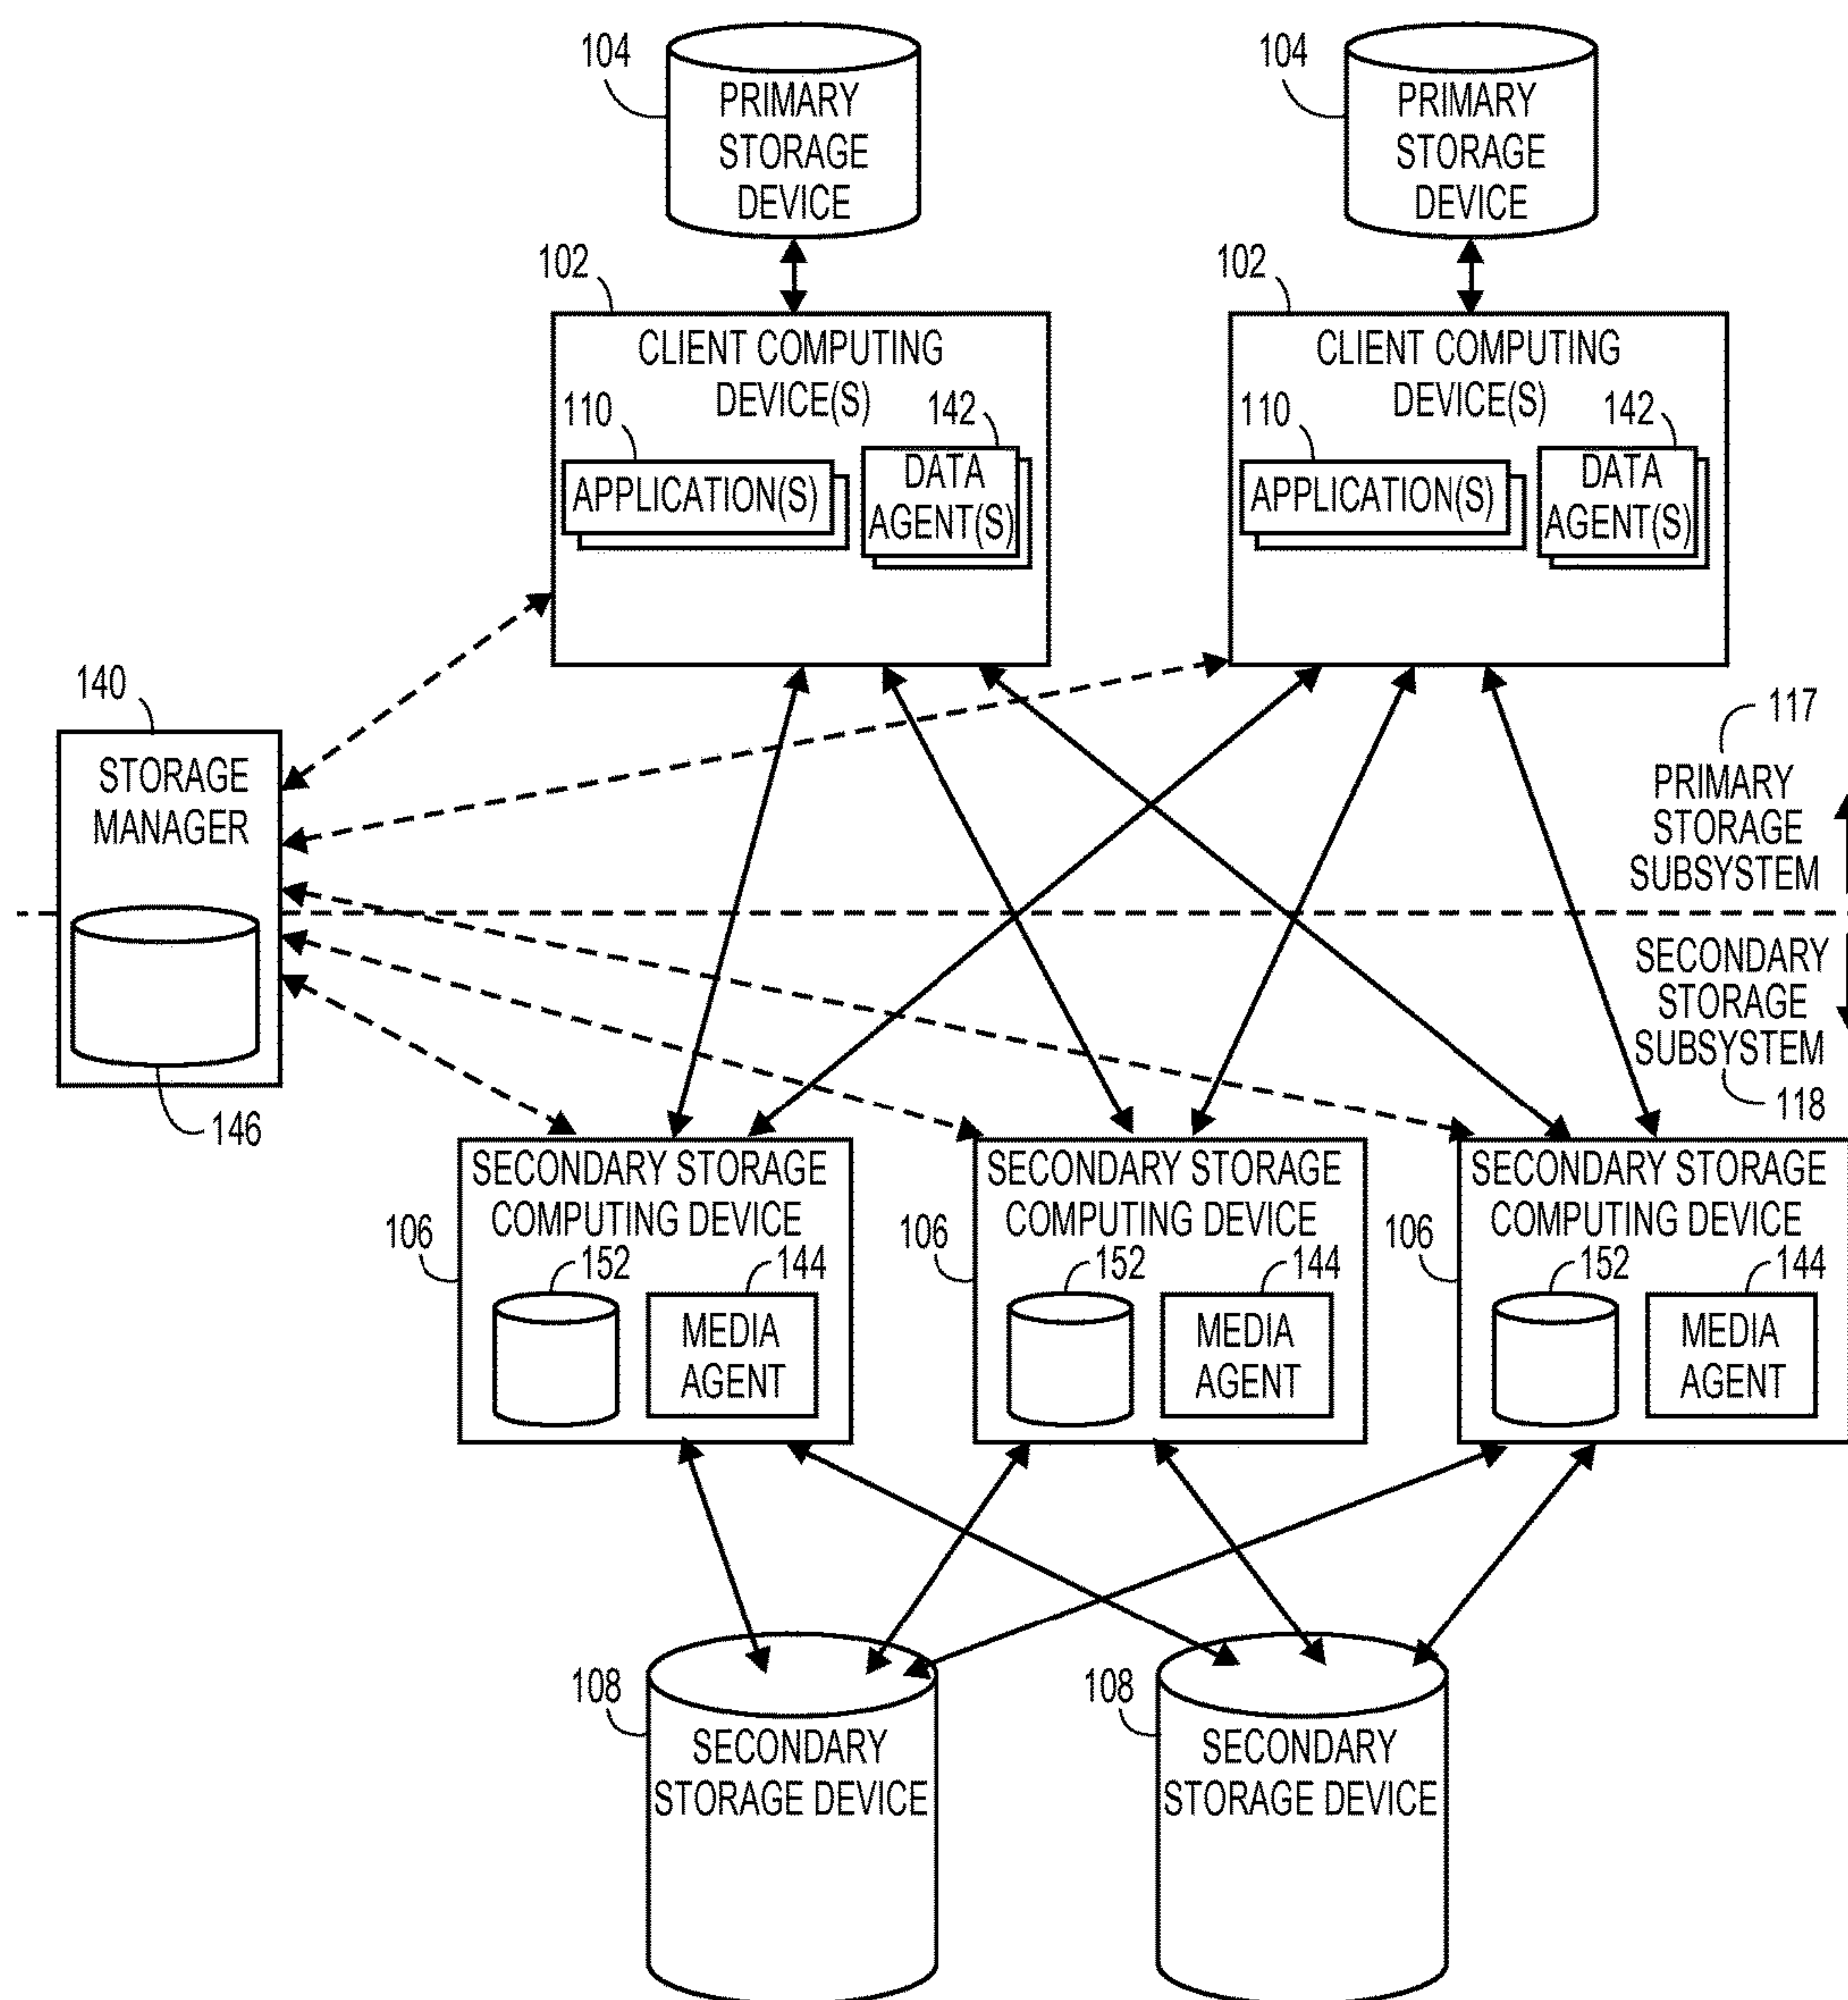 104
PRIMARY
STORAGE
DEVICE
104
PRIMARY
STORAGE
DEVICE
102
CLIENT COMPUTING
DEVICE(S)
110
142
APPLICATION(S)
DATA
AGENT(S)
102
CLIENT COMPUTING
DEVICE(S)
110
142
APPLICATION(S)
DATA
AGENT(S)
140
STORAGE
MANAGER
146
117
PRIMARY
STORAGE
SUBSYSTEM
SECONDARY
STORAGE
SUBSYSTEM
118
106
SECONDARY STORAGE
COMPUTING DEVICE
152
144
MEDIA
AGENT
106
SECONDARY STORAGE
COMPUTING DEVICE
152
144
MEDIA
AGENT
106
SECONDARY STORAGE
COMPUTING DEVICE
152
144
MEDIA
AGENT
108
SECONDARY
STORAGE DEVICE
108
SECONDARY
STORAGE DEVICE